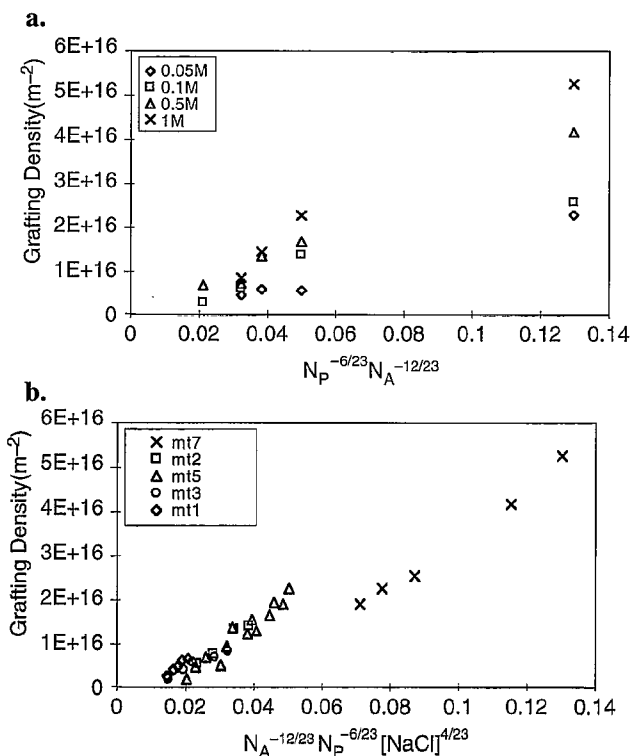 a.
6E+16
5E+16
4E+16
3E+16
2E+16
1E+16
0
Grafting Density(m⁻²)
◇ 0.05M
□ 0.1M
△ 0.5M
× 1M
0 0.02 0.04 0.06 0.08 0.1 0.12 0.14
N_P^{-6/23}N_A^{-12/23}
b.
6E+16
5E+16
4E+16
3E+16
2E+16
1E+16
0
Grafting Density(m⁻²)
× mt7
□ mt2
△ mt5
○ mt3
◇ mt1
0 0.02 0.04 0.06 0.08 0.1 0.12 0.14
N_A^{-12/23}N_P^{-6/23}[NaCl]^{4/23}